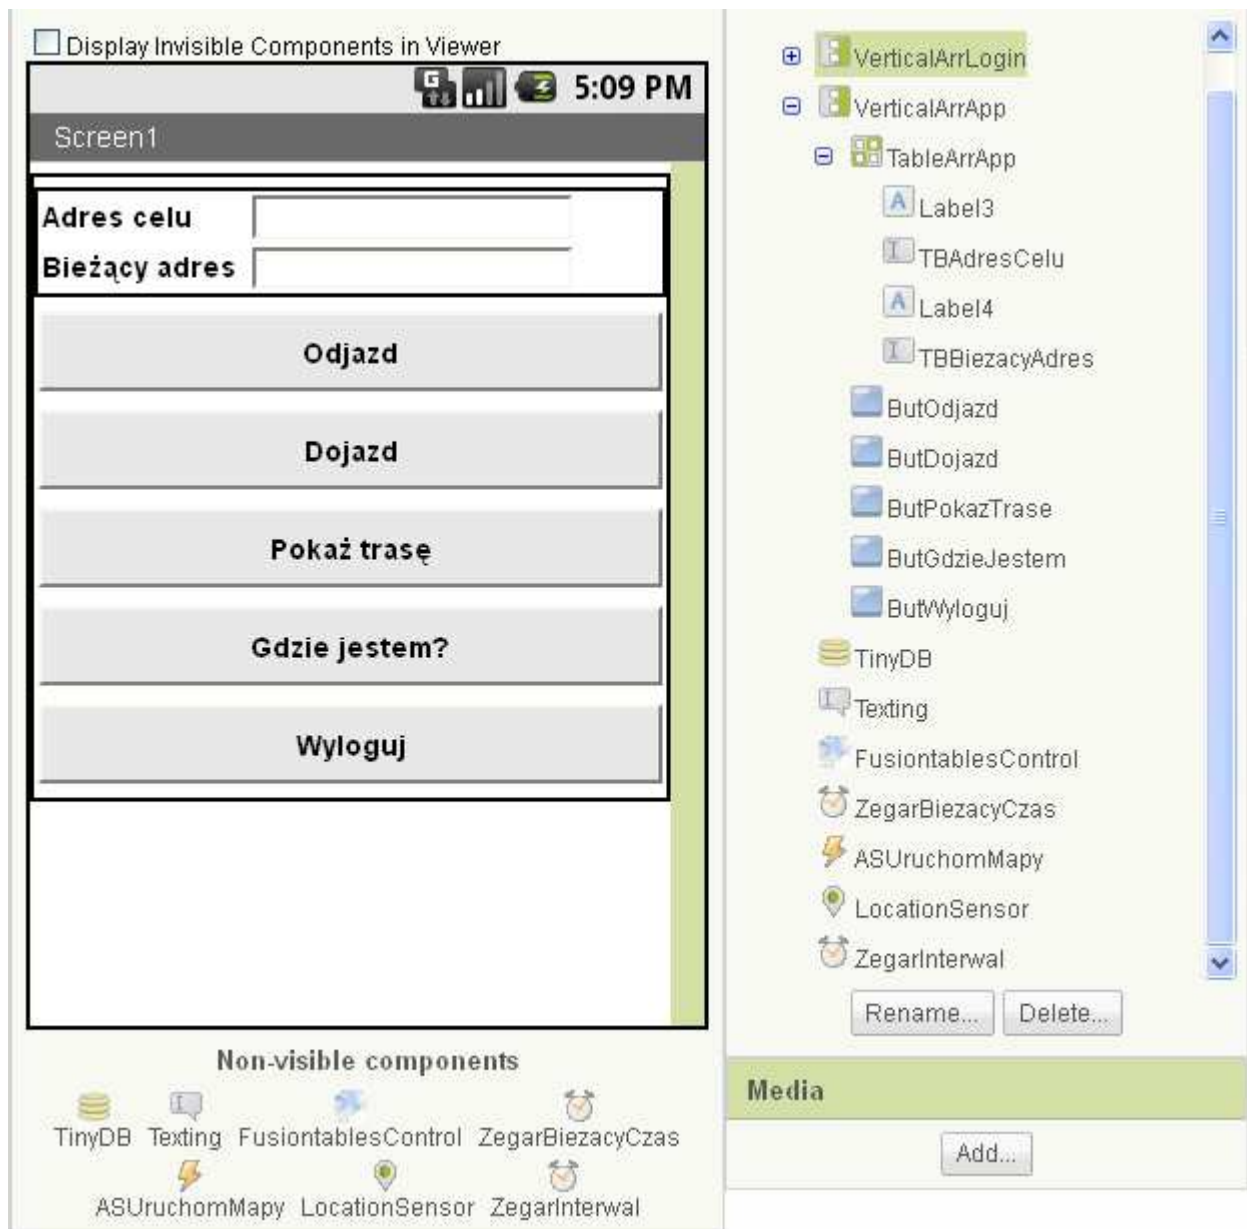 Display Invisible Components in Viewer
5:09 PM
Screen1
Adres celu
Bieżący adres
Odjazd
Dojazd
Pokaż trasę
Gdzie jestem?
Wyloguj
Non-visible components
TinyDB Texting FusiontablesControl ZegarBiezacyCzas
ASUruchomMapy LocationSensor ZegarInterwal
VerticalArrLogin
VerticalArrApp
TableArrApp
Label3
TBAdresCelu
Label4
TBBiezacyAdres
ButOdjazd
ButDojazd
ButPokazTrase
ButGdzieJestem
ButWyloguj
TinyDB
Texting
FusiontablesControl
ZegarBiezacyCzas
ASUruchomMapy
LocationSensor
ZegarInterwal
Rename... Delete...
Media
Add...